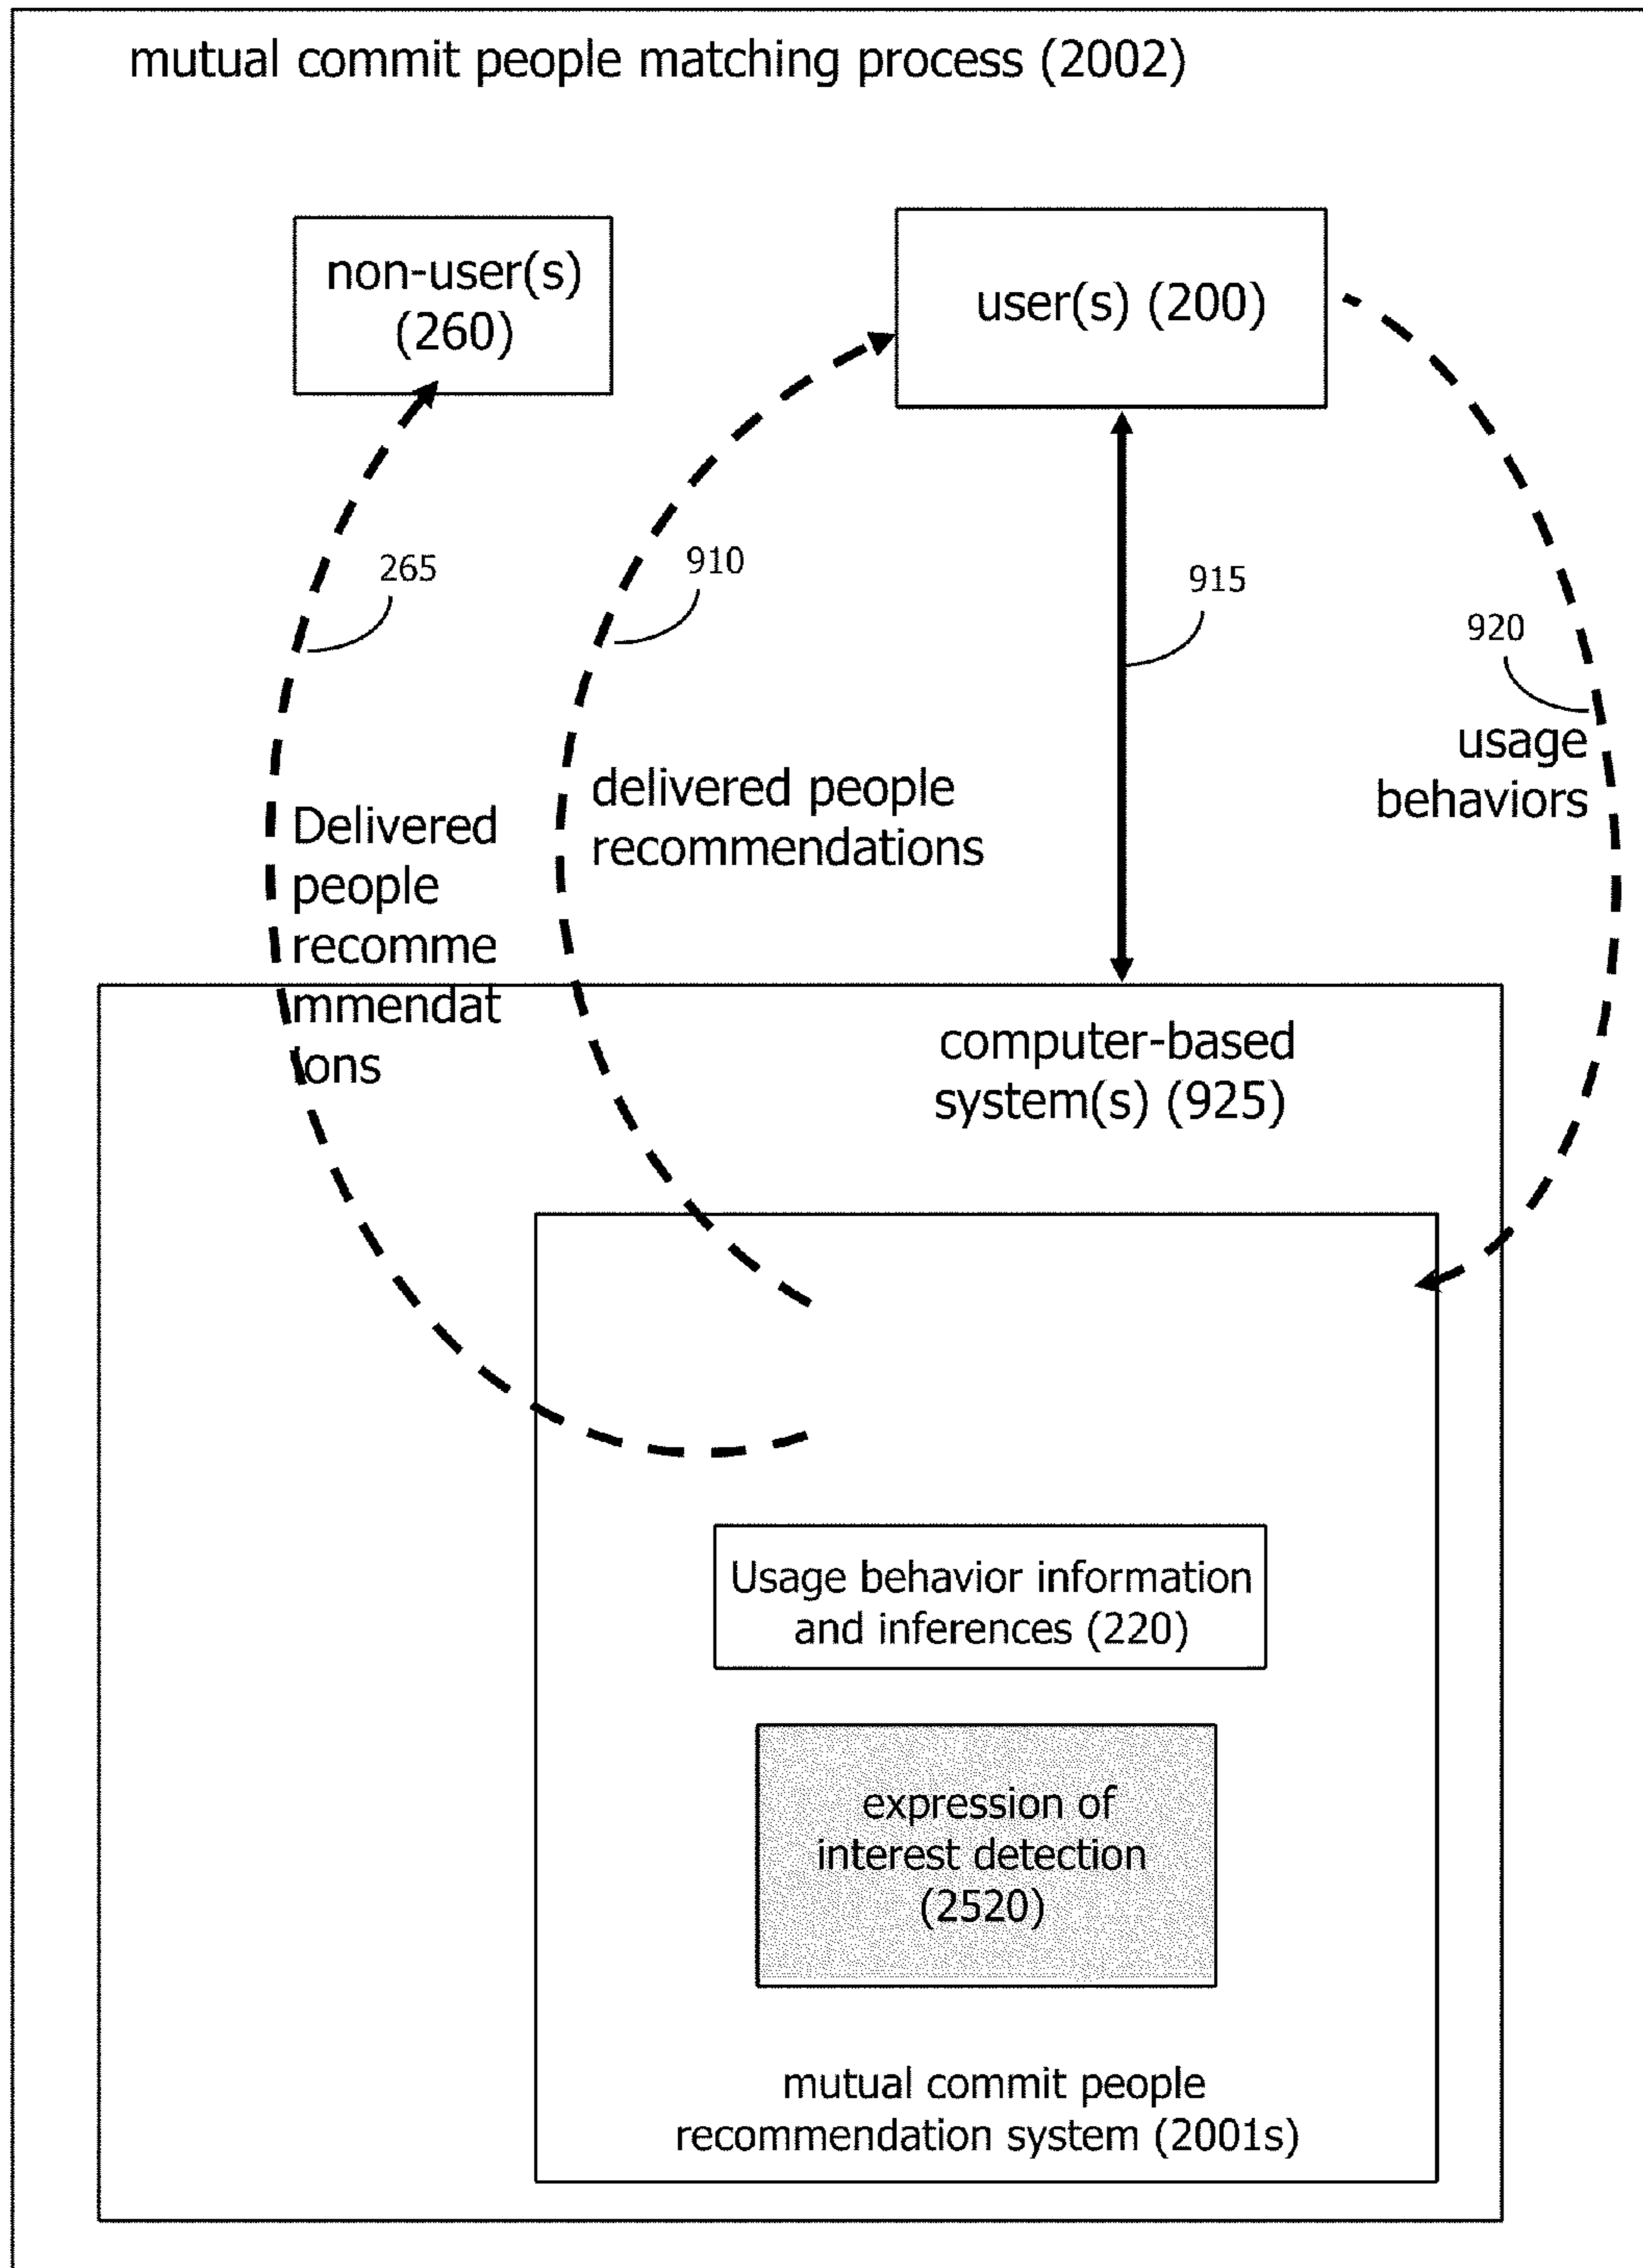 mutual commit people matching process (2002)
non-user(s)
(260)
user(s) (200)
265
910
915
920
usage
behaviors
delivered people
recommendations
Delivered
people
recomme
mmendat
ions
computer-based
system(s) (925)
Usage behavior information
and inferences (220)
expression of
interest detection
(2520)
mutual commit people
recommendation system (2001s)